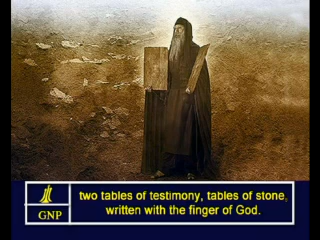 two tables of testimony, tables of stone,
written with the finger of God.
GNP